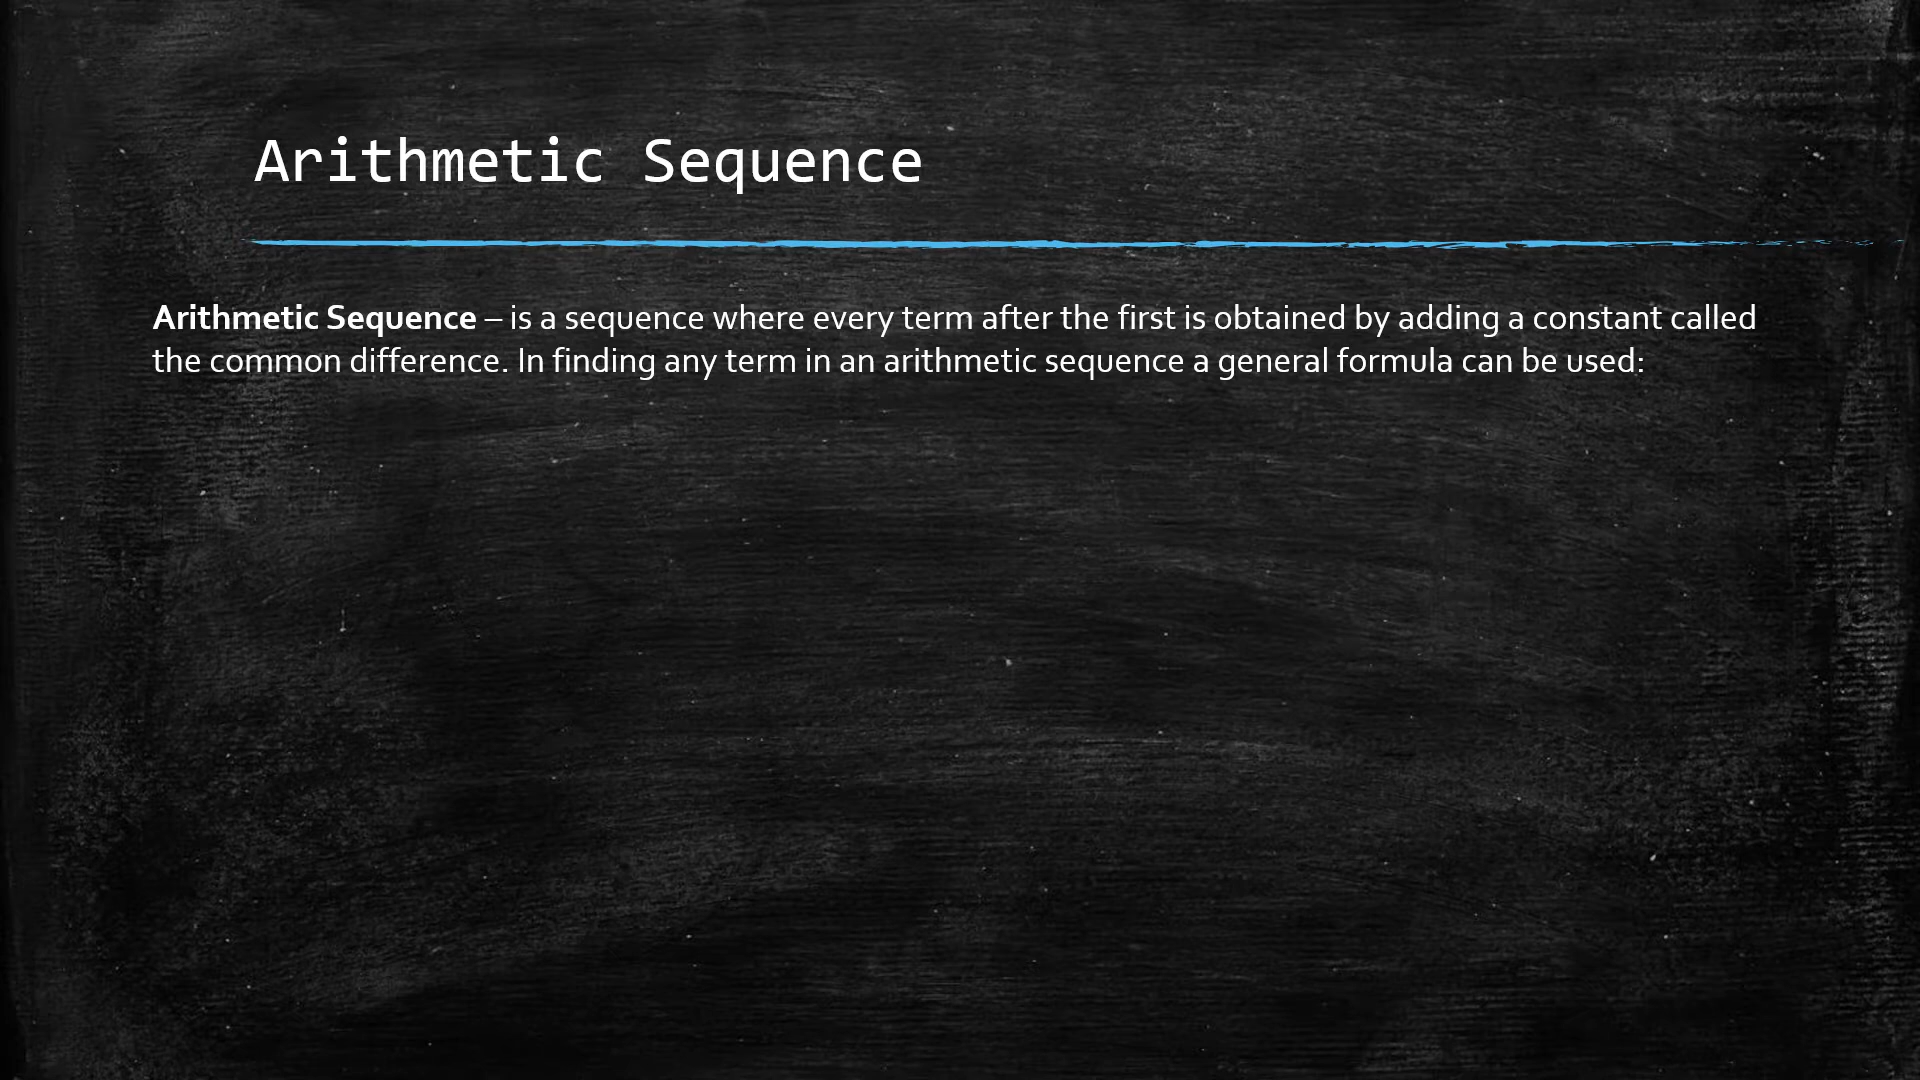 Arithmetic Sequence
Arithmetic Sequence – is a sequence where every term after the first is obtained by adding a constant called
the common difference. In finding any term in an arithmetic sequence a general formula can be used: